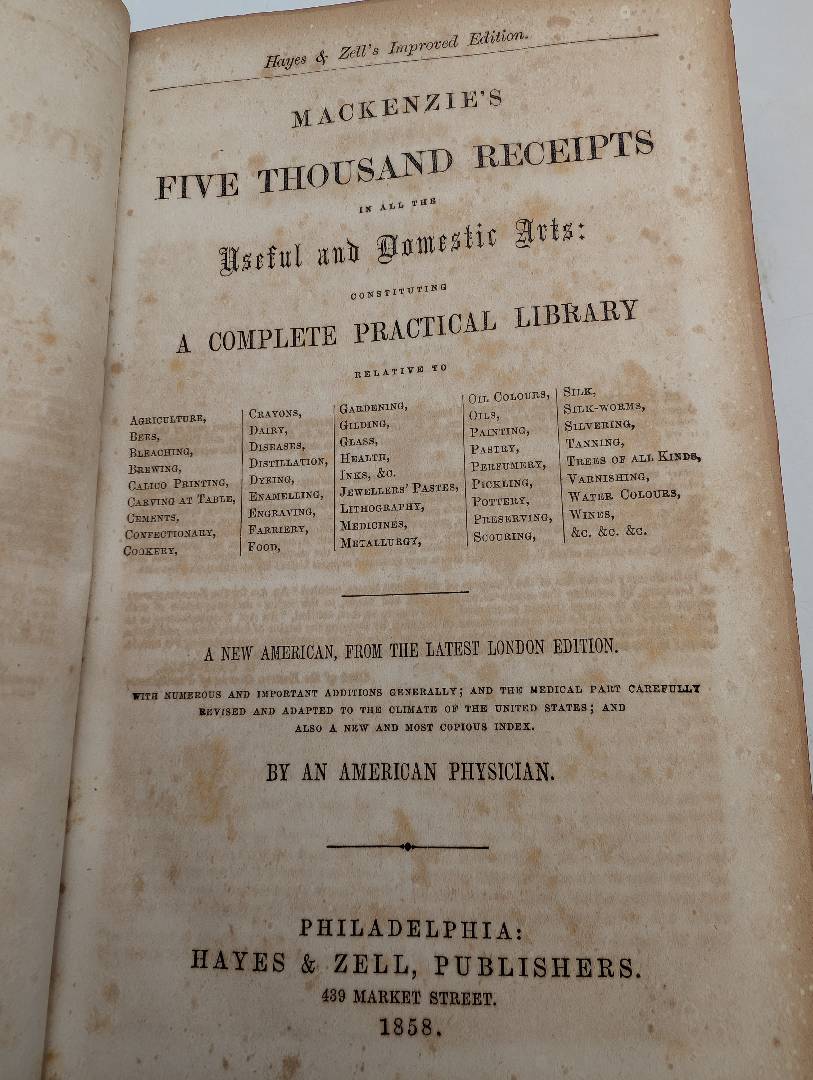 Hayes & Zell's Improved Edition.
MACKENZIE'S
FIVE THOUSAND RECEIPTS
IN ALL THE
Useful and Domestic Arts:
CONSTITUTING
A COMPLETE PRACTICAL LIBRARY
RELATIVE TO
AGRICULTURE,
BEES,
BLEACHING,
BREWING,
CALICO PRINTING,
CARVING AT TABLE,
CEMENTS,
CONFECTIONARY,
COOKERY,
CRAYONS,
DAIRY,
DISEASES,
DISTILLATION,
DYEING,
ENAMELLING,
ENGRAVING,
FARRIERY,
FOOD,
GARDENING,
GILDING,
GLASS,
HEALTH,
INKS, &c.
JEWELLERS' PASTES,
LITHOGRAPHY,
MEDICINES,
METALLURGY,
OIL COLOURS,
OILS,
PAINTING,
PASTRY,
PERFUMERY,
PICKLING,
POTTERY,
PRESERVING,
SCOURING,
SILK,
SILK-WORMS,
SILVERING,
TANNING,
TREES OF ALL KINDS,
VARNISHING,
WATER COLOURS,
WINES,
&c. &c. &c.
A NEW AMERICAN, FROM THE LATEST LONDON EDITION.
WITH NUMEROUS AND IMPORTANT ADDITIONS GENERALLY; AND THE MEDICAL PART CAREFULLY
REVISED AND ADAPTED TO THE CLIMATE OF THE UNITED STATES; AND
ALSO A NEW AND MOST COPIOUS INDEX.
BY AN AMERICAN PHYSICIAN.
PHILADELPHIA:
HAYES & ZELL, PUBLISHERS.
439 MARKET STREET.
1858.